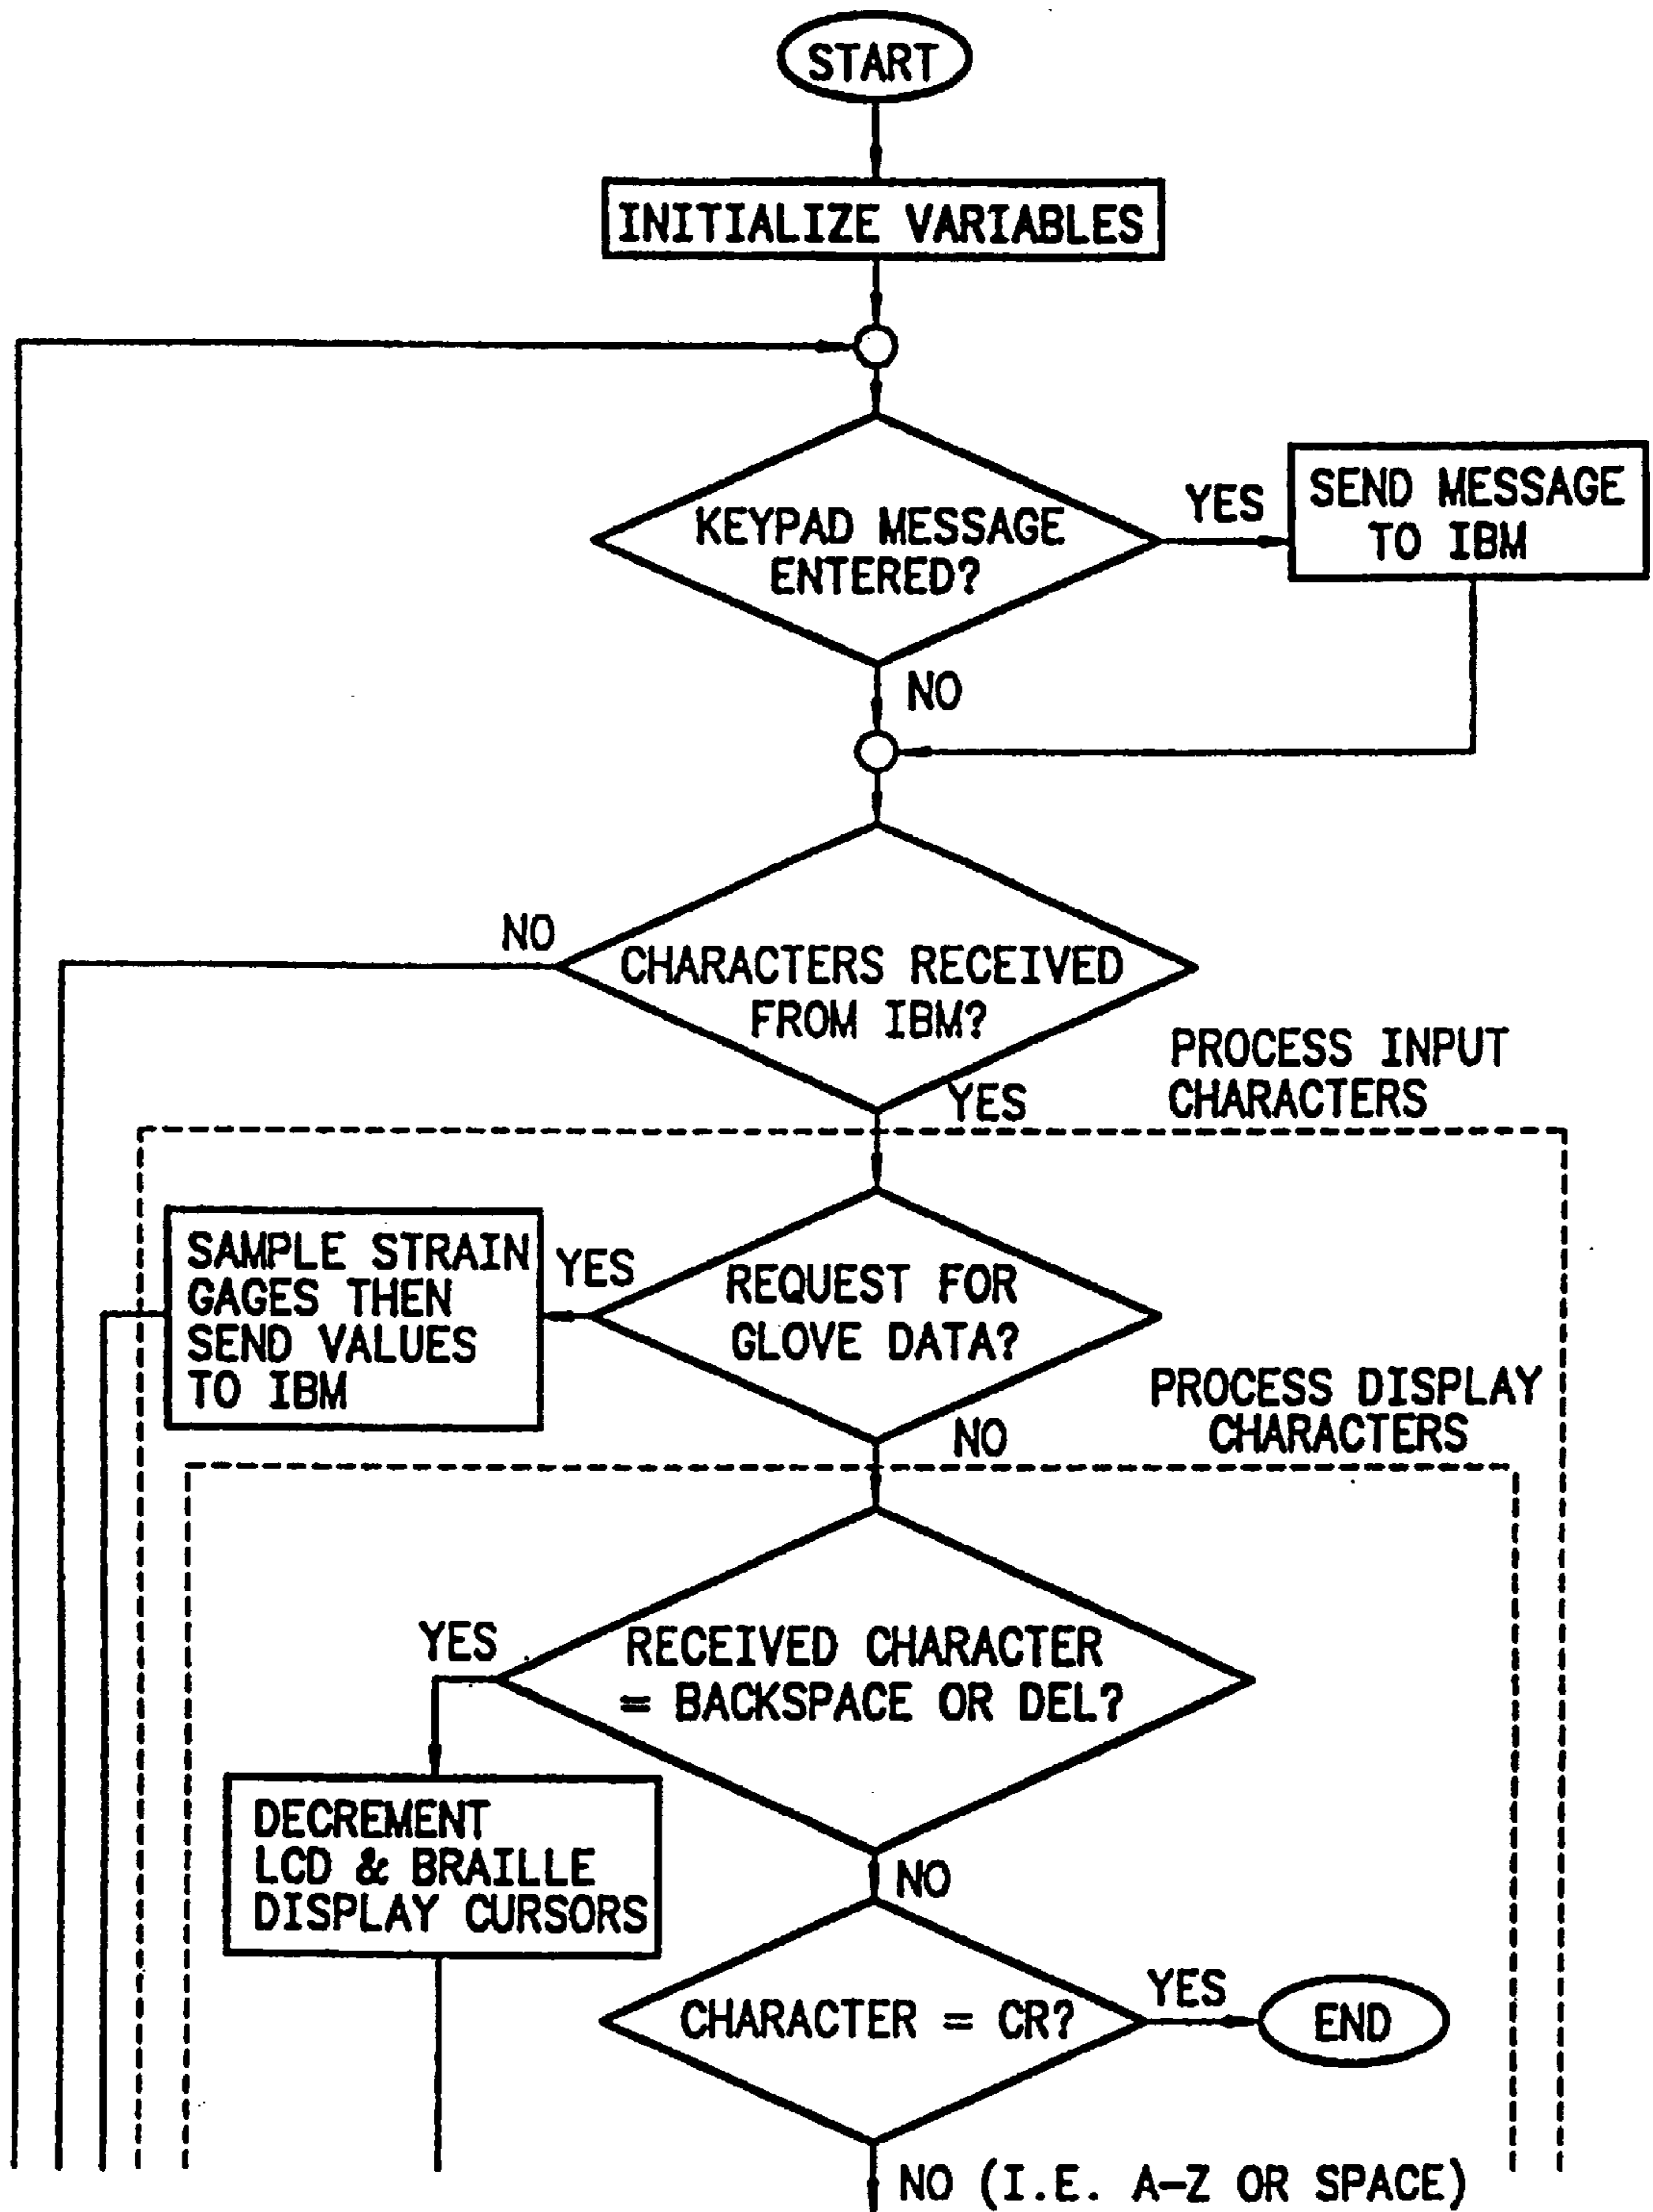 START
INITIALIZE VARIABLES
KEYPAD MESSAGE
ENTERED?
YES
SEND MESSAGE
TO IBM
NO
NO
CHARACTERS RECEIVED
FROM IBM?
YES
PROCESS INPUT
CHARACTERS
SAMPLE STRAIN
GAGES THEN
SEND VALUES
TO IBM
YES
REQUEST FOR
GLOVE DATA?
NO
PROCESS DISPLAY
CHARACTERS
YES
RECEIVED CHARACTER
= BACKSPACE OR DEL?
DECREMENT
LCD & BRAILLE
DISPLAY CURSORS
NO
CHARACTER = CR?
YES
END
NO (I.E. A-Z OR SPACE)